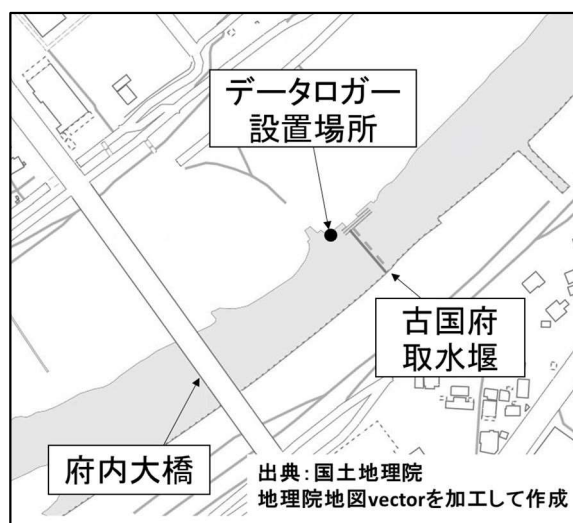 データロガー
設置場所
古国府
取水堰
府内大橋
出典：国土地理院
地理院地図vectorを加工して作成